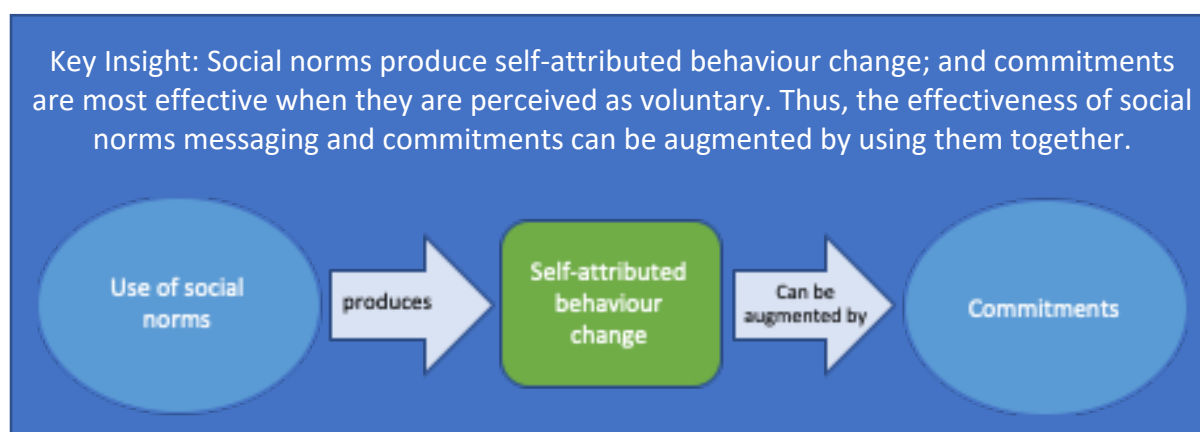 Key Insight: Social norms produce self-attributed behaviour change; and commitments
are most effective when they are perceived as voluntary. Thus, the effectiveness of social
norms messaging and commitments can be augmented by using them together.
Use of social
norms
produces
Self-attributed
behaviour
change
Can be
augmented by
Commitments